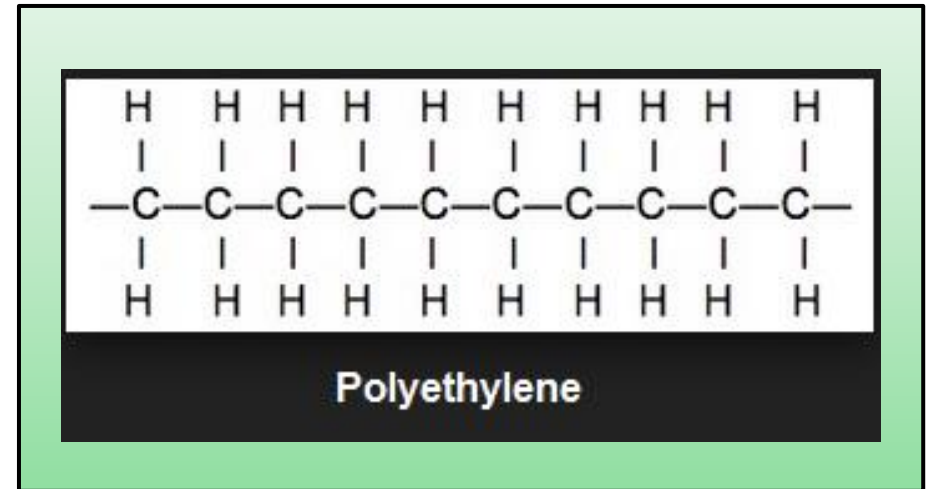 H H H H H H H H H H
| | | | | | | | | |
—C—C—C—C—C—C—C—C—C—C—
| | | | | | | | | |
H H H H H H H H H H
Polyethylene